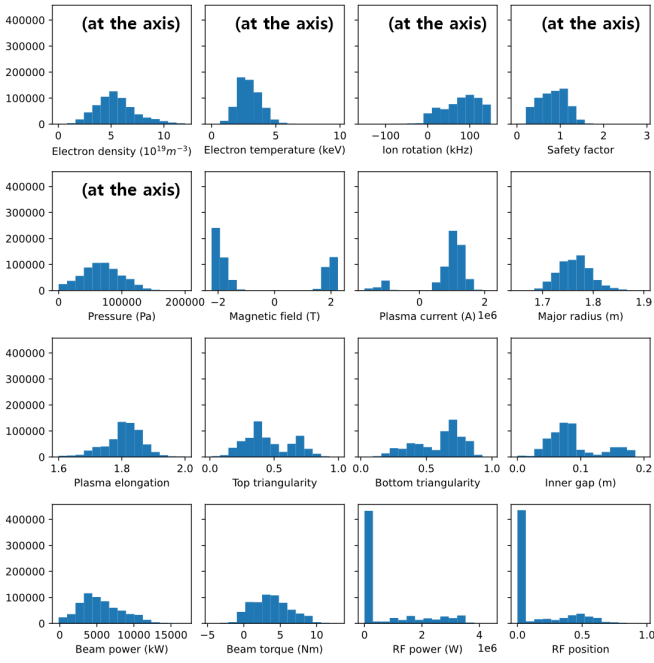 400000
300000
200000
100000
0
(at the axis) (at the axis) (at the axis) (at the axis)
0 5 10 0 5 10 −100 0 100 0 1 2 3
Electron density (10¹⁹m⁻³) Electron temperature (keV) Ion rotation (kHz) Safety factor
400000
300000
200000
100000
0
(at the axis)
0 100000 200000 −2 0 2 0 2 1.7 1.8 1.9
1e6
Pressure (Pa) Magnetic field (T) Plasma current (A) Major radius (m)
400000
300000
200000
100000
0
1.6 1.8 2.0 0.0 0.5 1.0 0.0 0.5 1.0 0.0 0.1 0.2
Plasma elongation Top triangularity Bottom triangularity Inner gap (m)
400000
300000
200000
100000
0
0 5000 10000 15000 −5 0 5 10 0 2 4 0.0 0.5 1.0
1e6
Beam power (kW) Beam torque (Nm) RF power (W) RF position